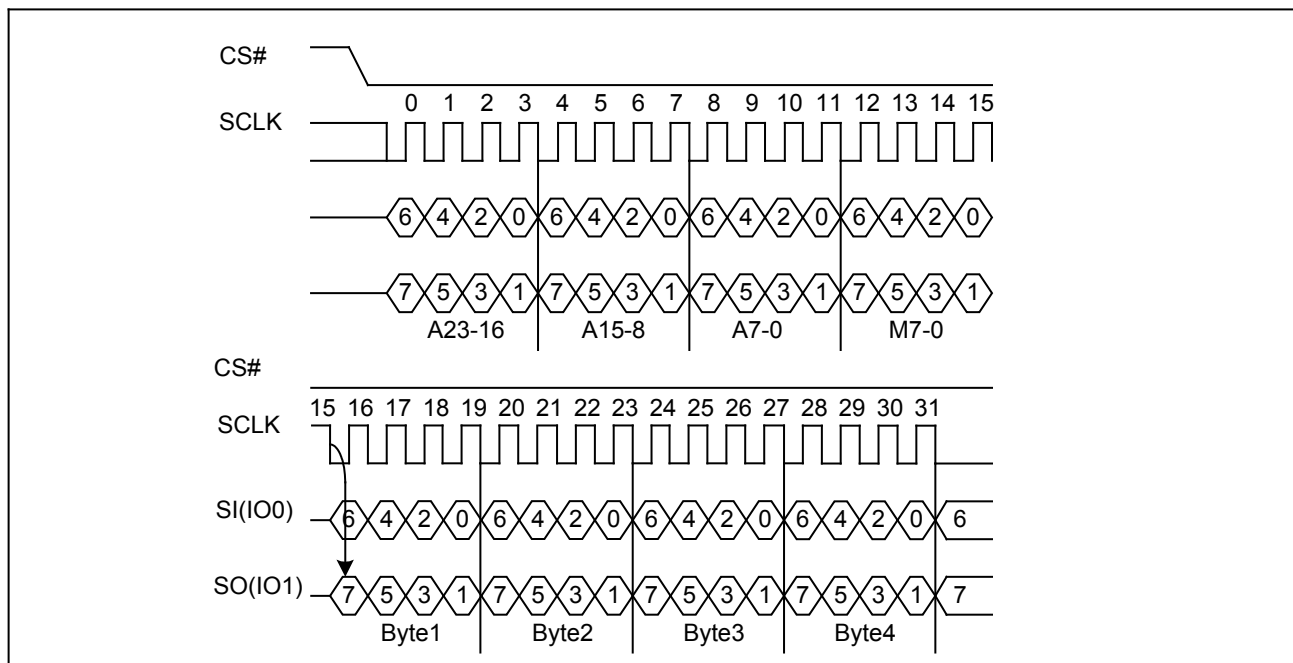 CS#
0 1 2 3 4 5 6 7 8 9 10 11 12 13 14 15
SCLK
6 4 2 0 6 4 2 0 6 4 2 0 6 4 2 0
7 5 3 1 7 5 3 1 7 5 3 1 7 5 3 1
A23-16 A15-8 A7-0 M7-0
CS#
15 16 17 18 19 20 21 22 23 24 25 26 27 28 29 30 31
SCLK
SI(IO0) 6 4 2 0 6 4 2 0 6 4 2 0 6 4 2 0 6
SO(IO1) 7 5 3 1 7 5 3 1 7 5 3 1 7 5 3 1 7
Byte1 Byte2 Byte3 Byte4